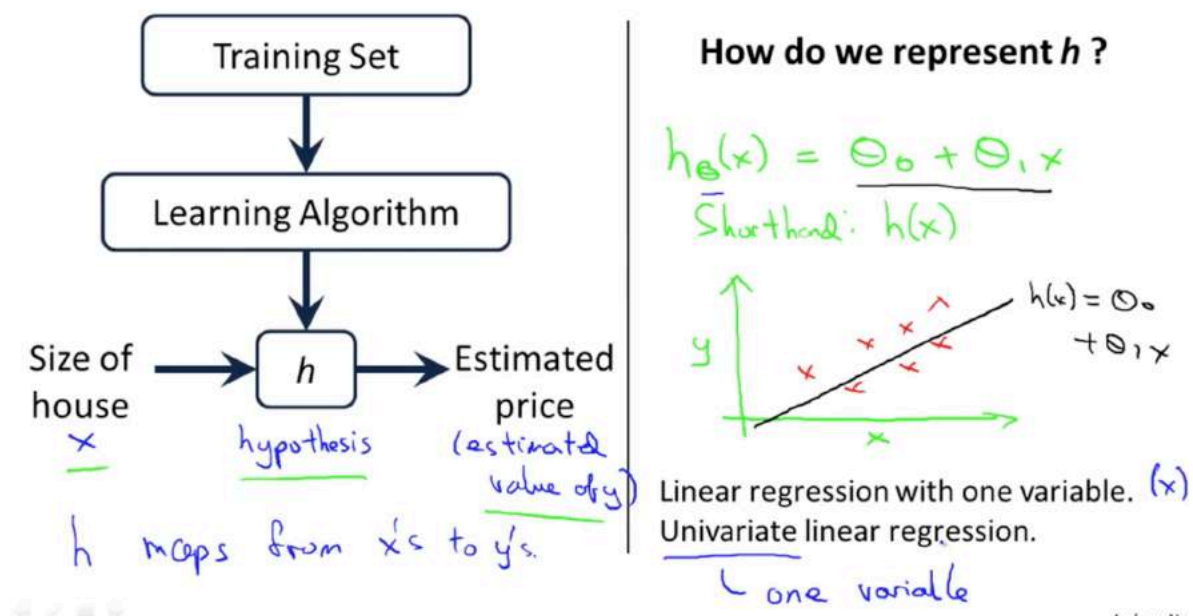 Training Set
Learning Algorithm
Size of
house
h
Estimated
price
x
hypothesis
(estimated
value of y)
h maps from x's to y's.
How do we represent h ?
hθ(x) = θ₀ + θ₁x
Shorthand: h(x)
y
x
h(x) = θ₀
+ θ₁x
Linear regression with one variable. (x)
Univariate linear regression.
one variable